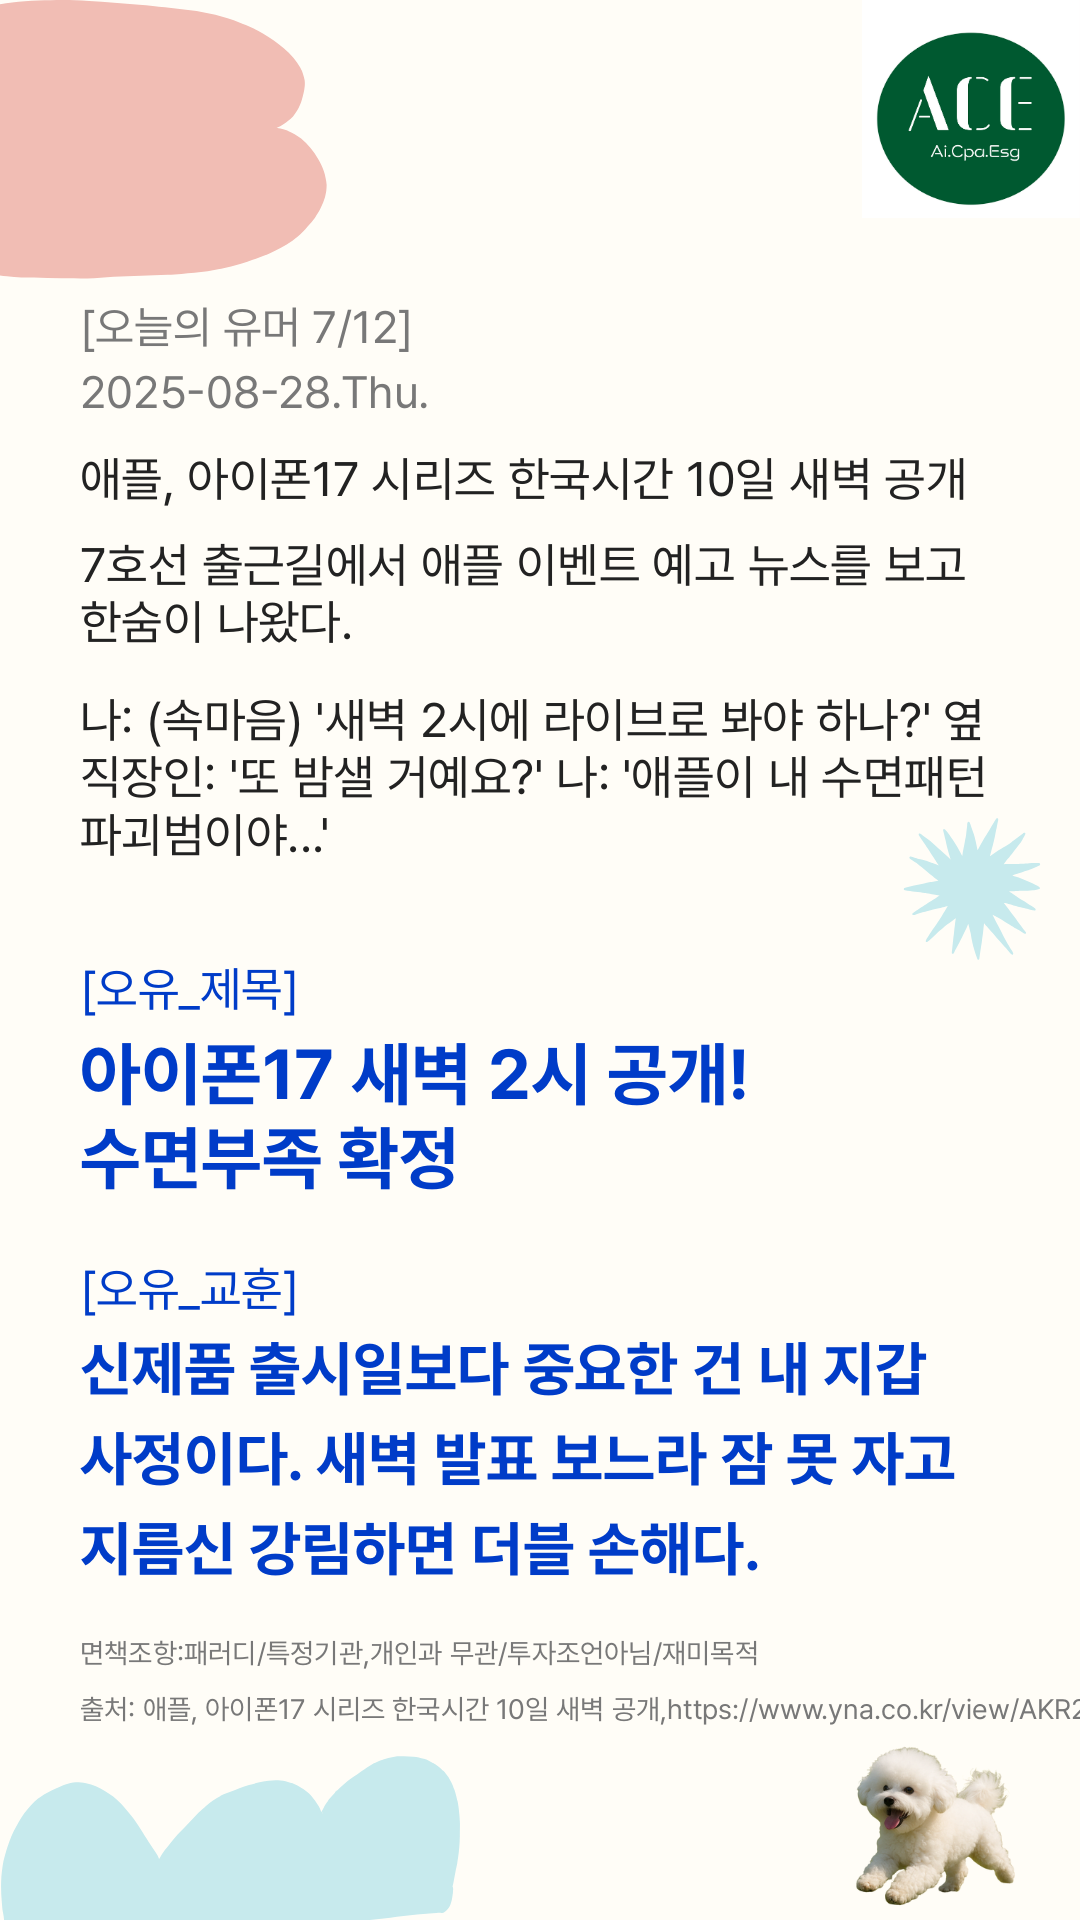 ACE
Ai.Cpa.Esg
[오늘의 유머 7/12]
2025-08-28.Thu.
애플, 아이폰17 시리즈 한국시간 10일 새벽 공개
7호선 출근길에서 애플 이벤트 예고 뉴스를 보고
한숨이 나왔다.
나: (속마음) '새벽 2시에 라이브로 봐야 하나?' 옆
직장인: '또 밤샐 거예요?' 나: '애플이 내 수면패턴
파괴범이야...'
[오유_제목]
아이폰17 새벽 2시 공개!
수면부족 확정
[오유_교훈]
신제품 출시일보다 중요한 건 내 지갑
사정이다. 새벽 발표 보느라 잠 못 자고
지름신 강림하면 더블 손해다.
면책조항:패러디/특정기관,개인과 무관/투자조언아님/재미목적
출처: 애플, 아이폰17 시리즈 한국시간 10일 새벽 공개,https://www.yna.co.kr/view/AKR2